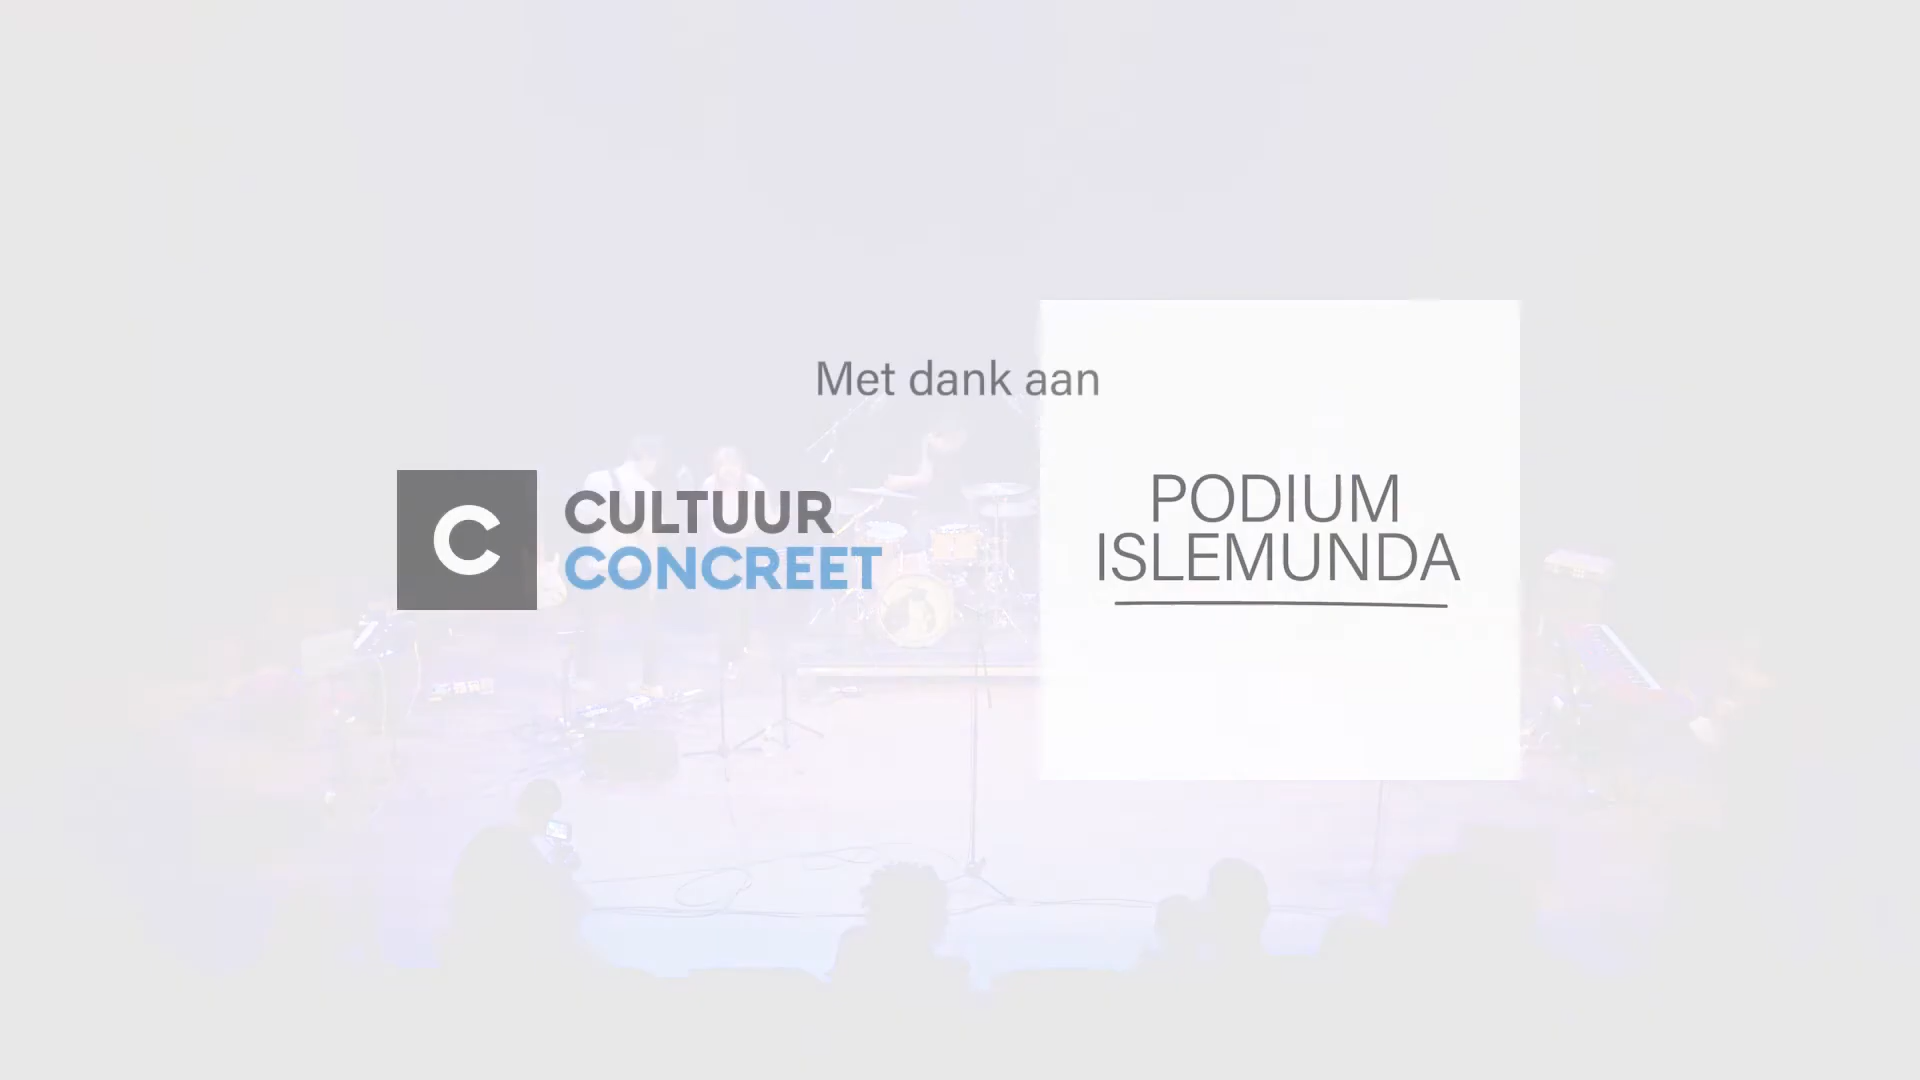 Met dank aan
C
CULTUUR
CONCREET
PODIUM
ISLEMUNDA